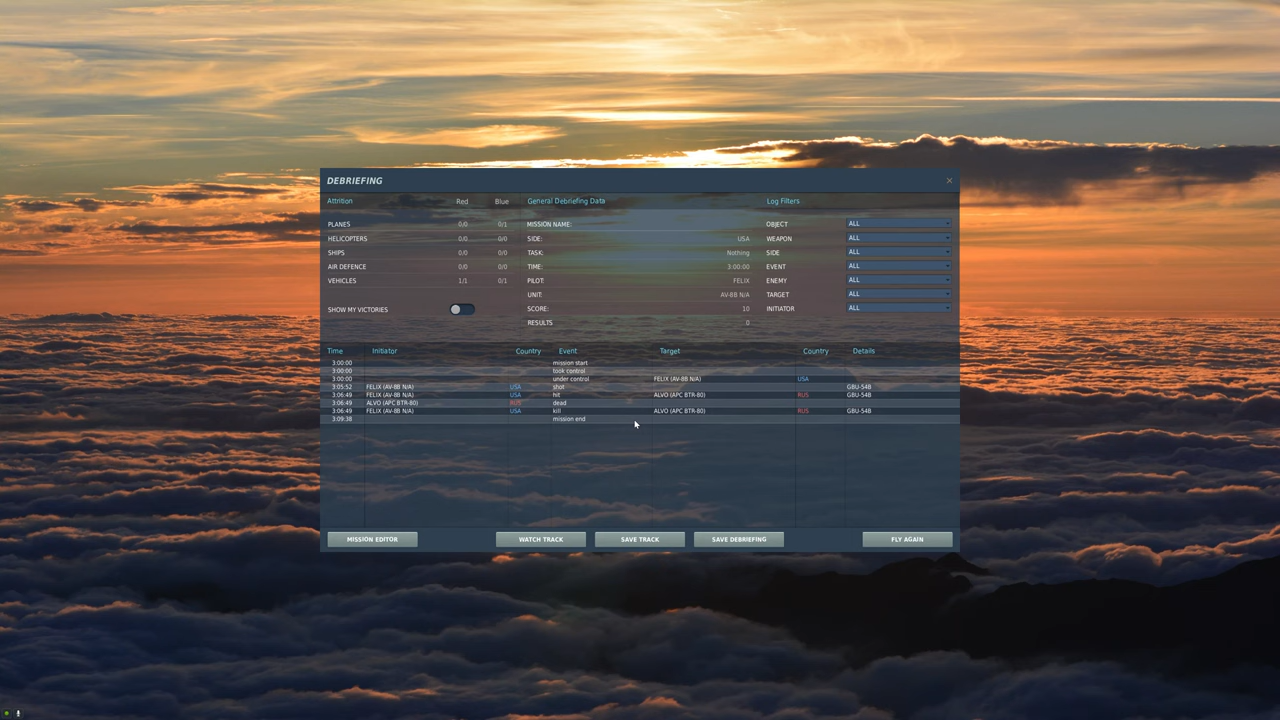 DEBRIEFING ×
Attrition Red Blue General Debriefing Data Log Filters
PLANES 0/0 0/1 MISSION NAME: OBJECT ALL
HELICOPTERS 0/0 0/0 SIDE: USA WEAPON ALL
SHIPS 0/0 0/0 TASK: Nothing SIDE ALL
AIR DEFENCE 0/0 0/0 TIME: 3:00:00 EVENT ALL
VEHICLES 1/1 0/1 PILOT: FELIX ENEMY ALL
UNIT: AV-8B N/A TARGET ALL
SHOW MY VICTORIES SCORE: 10 INITIATOR ALL
RESULTS 0
Time Initiator Country Event Target Country Details
3:00:00 mission start
3:00:00 took control
3:00:00 under control FELIX (AV-8B N/A) USA
3:05:52 FELIX (AV-8B N/A) USA shot GBU-54B
3:06:49 FELIX (AV-8B N/A) USA hit ALVO (APC BTR-80) RUS GBU-54B
3:06:49 ALVO (APC BTR-80) RUS dead
3:06:49 FELIX (AV-8B N/A) USA kill ALVO (APC BTR-80) RUS GBU-54B
3:09:38 mission end
MISSION EDITOR WATCH TRACK SAVE TRACK SAVE DEBRIEFING FLY AGAIN